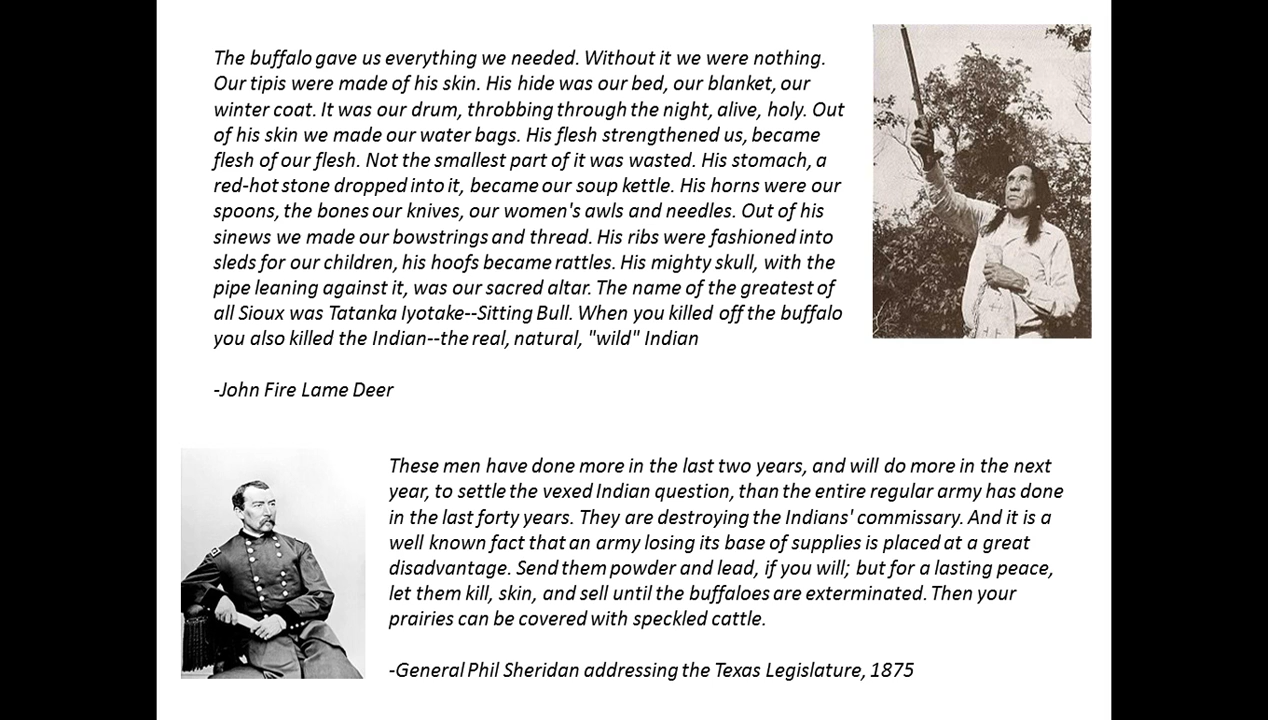 The buffalo gave us everything we needed. Without it we were nothing.
Our tipis were made of his skin. His hide was our bed, our blanket, our
winter coat. It was our drum, throbbing through the night, alive, holy. Out
of his skin we made our water bags. His flesh strengthened us, became
flesh of our flesh. Not the smallest part of it was wasted. His stomach, a
red-hot stone dropped into it, became our soup kettle. His horns were our
spoons, the bones our knives, our women's awls and needles. Out of his
sinews we made our bowstrings and thread. His ribs were fashioned into
sleds for our children, his hoofs became rattles. His mighty skull, with the
pipe leaning against it, was our sacred altar. The name of the greatest of
all Sioux was Tatanka Iyotake--Sitting Bull. When you killed off the buffalo
you also killed the Indian--the real, natural, "wild" Indian
-John Fire Lame Deer
These men have done more in the last two years, and will do more in the next
year, to settle the vexed Indian question, than the entire regular army has done
in the last forty years. They are destroying the Indians' commissary. And it is a
well known fact that an army losing its base of supplies is placed at a great
disadvantage. Send them powder and lead, if you will; but for a lasting peace,
let them kill, skin, and sell until the buffaloes are exterminated. Then your
prairies can be covered with speckled cattle.
-General Phil Sheridan addressing the Texas Legislature, 1875